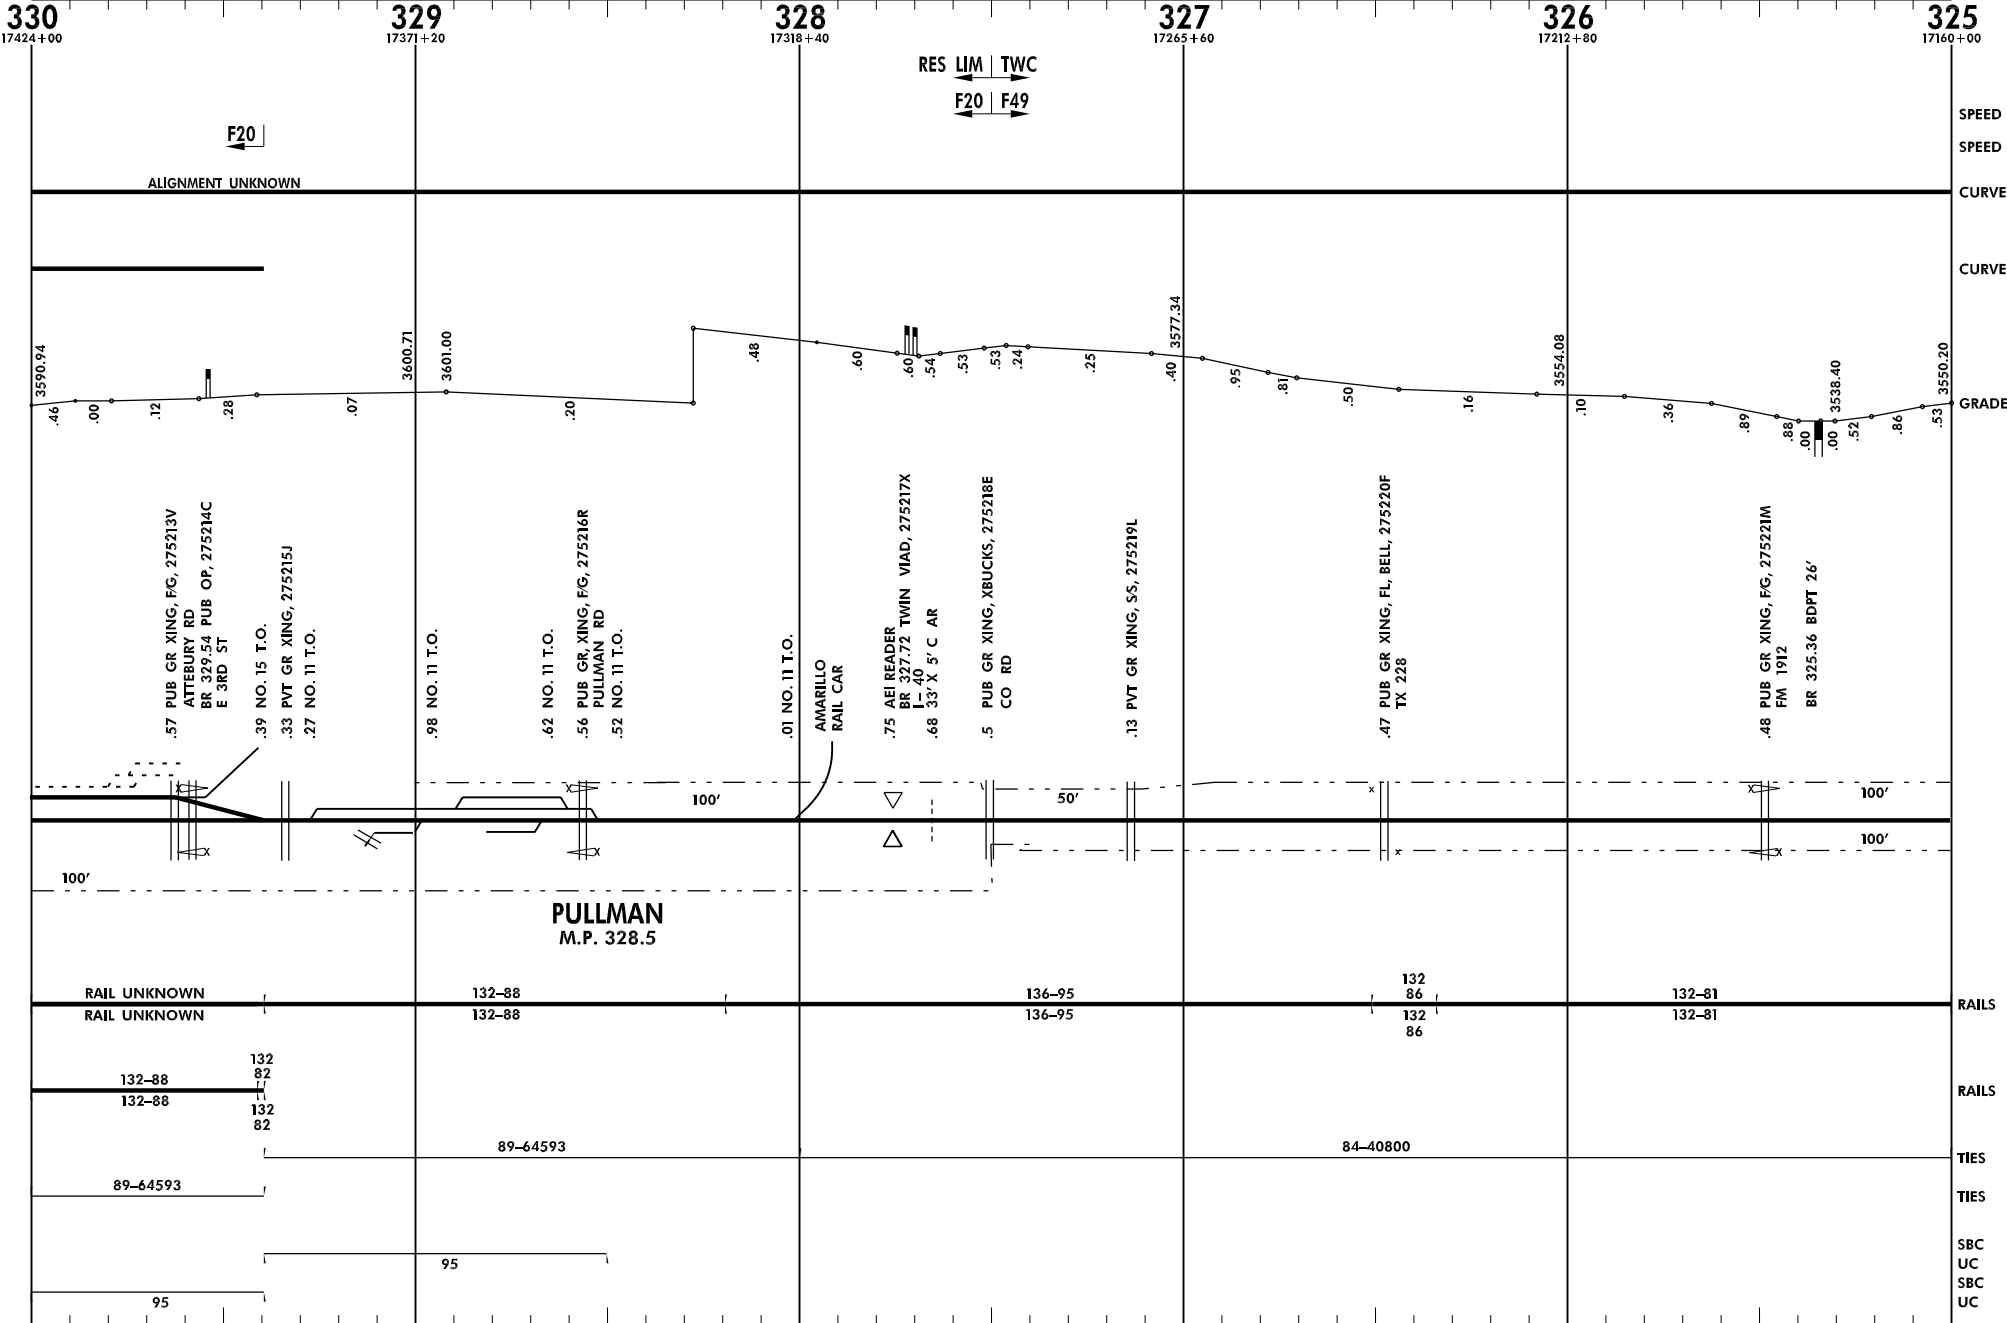 330 329 328 327 326 325
17424+00 17371+20 17318+40 17265+60 17212+80 17160+00
RES LIM TWC
F20 F49
SPEED
F20
SPEED
ALIGNMENT UNKNOWN
CURVE
CURVE
3590.94
3600.71
3601.00
3577.34
3554.08
3538.40
3550.20
.46 .00 .12 .28 .07 .20 .48 .60 .60 .54 .53 .53 .24 .25 .40 .95 .81 .50 .16 .10 .36 .89 .88 .00 .00 .52 .86 .53
GRADE
.57 PUB GR XING, F/G, 275213V
ATTEBURY RD
BR 329.54 PUB OP, 275214C
E 3RD ST
.39 NO. 15 T.O.
.33 PVT GR XING, 275215J
.27 NO. 11 T.O.
.98 NO. 11 T.O.
.62 NO. 11 T.O.
.56 PUB GR, XING, F/G, 275216R
PULLMAN RD
.52 NO. 11 T.O.
.01 NO. 11 T.O.
AMARILLO
RAIL CAR
.75 AEI READER
BR 327.72 TWIN VIAD, 275217X
I-40
.68 33' X 5' C AR
.5 PUB GR XING, XBUCKS, 275218E
CO RD
.13 PVT GR XING, S/S, 275219L
.47 PUB GR XING, FL, BELL, 275220F
TX 228
.48 PUB GR XING, F/G, 275221M
FM 1912
BR 325.36 BDPT 26'
X X X X
100' 50' 100'
100'
X X X X
100'
PULLMAN
M.P. 328.5
RAIL UNKNOWN 132-88 136-95 132 86 132-81
RAILS
RAIL UNKNOWN 132-88 136-95 132 86 132-81
132-88 132 82
RAILS
132-88 132 82
89-64593 84-40800
TIES
89-64593
TIES
SBC
95
UC
SBC
95
UC